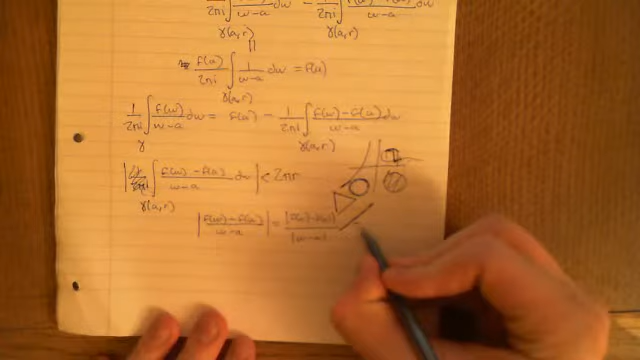 1/2πi ∫ f(w)/w-a dw - 1/2πi ∫ dw
γ(a,r) γ(a,r)
||
f(a)/2πi ∫ 1/w-a dw = f(a)
γ(a,r)
1/2πi ∫ f(w)/w-a dw = f(a) - 1/2πi ∫ f(w)-f(a)/w-a dw
γ γ(a,r)
| ∫ f(w)-f(a)/w-a dw | < 2πr
γ(a,r)
| f(w)-f(a)/w-a | = |f(w)-f(a)|/|w-a|